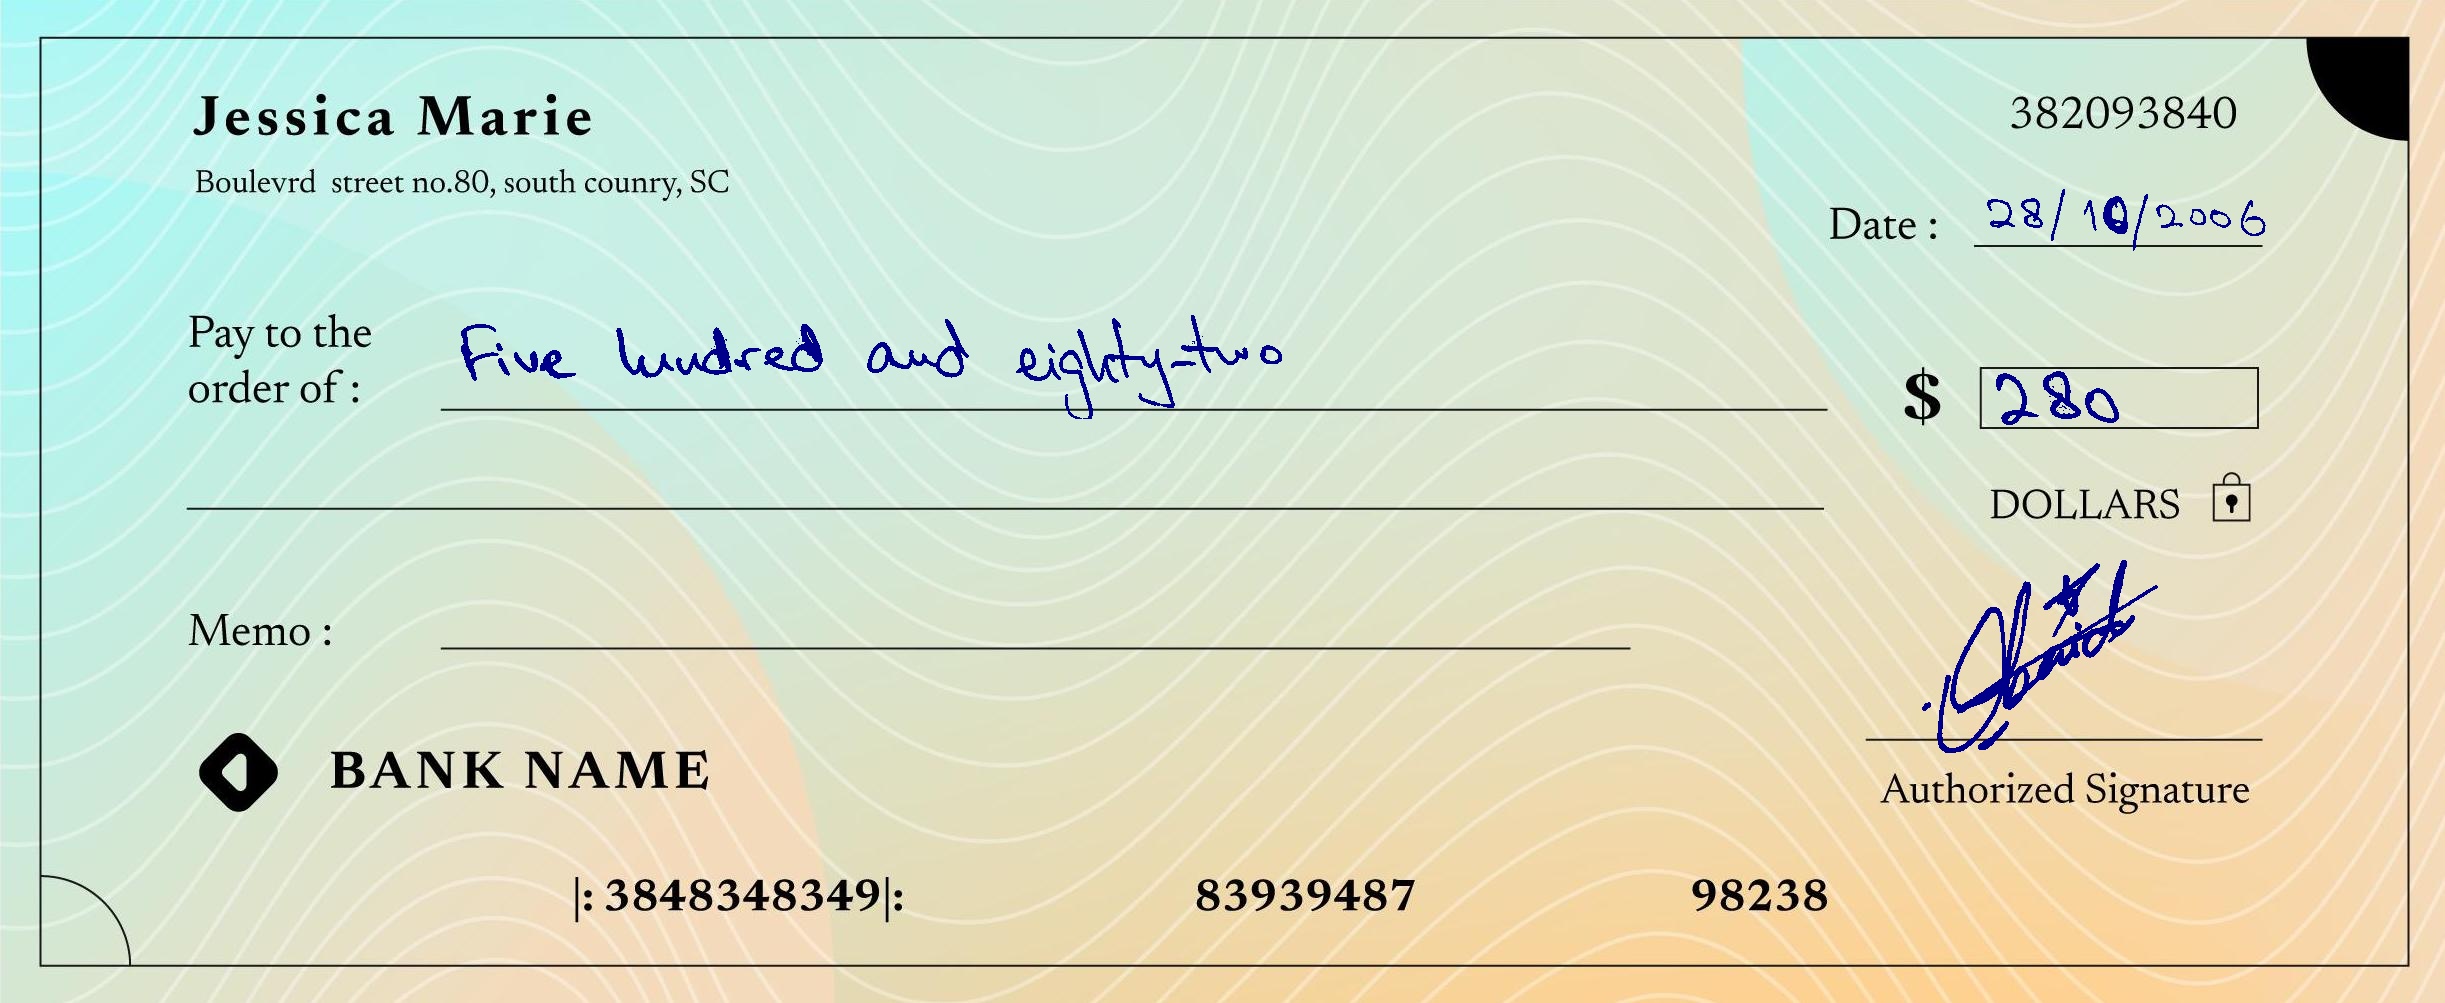 Jessica Marie
382093840
Boulevrd street no.80, south counry, SC
Date : 28/10/2006
Pay to the
order of : Five hundred and eighty-two
$ 280
DOLLARS
Memo :
BANK NAME
Authorized Signature
|: 3848348349|: 83939487 98238